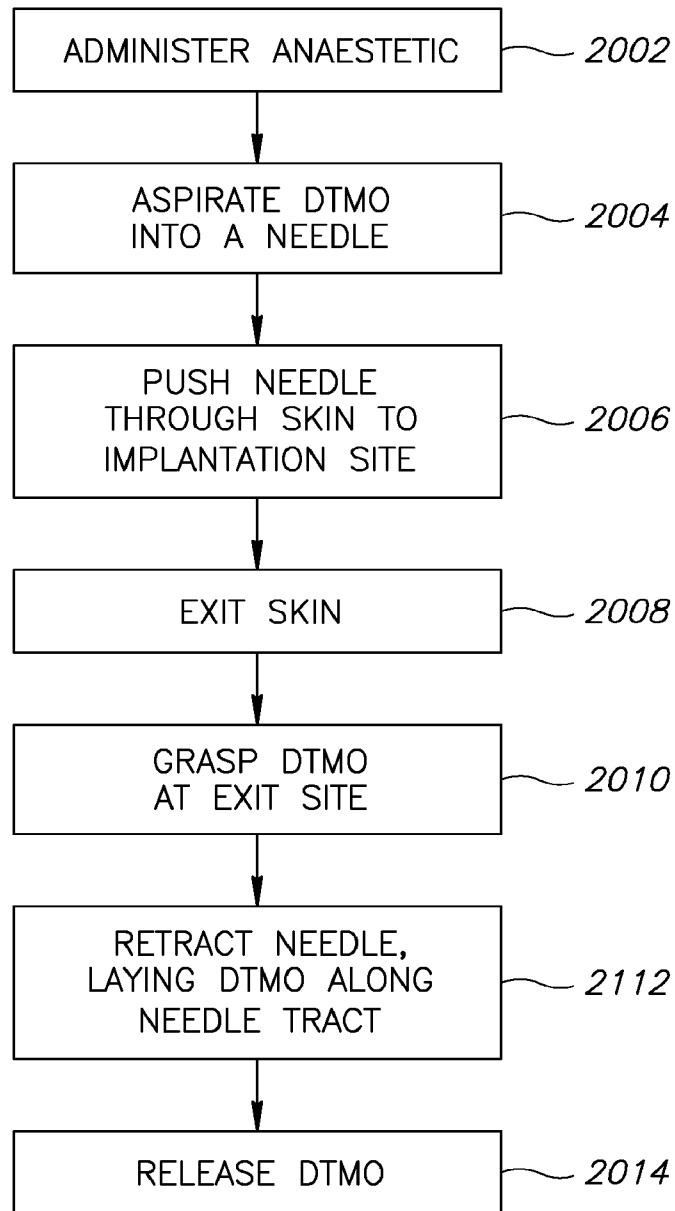 ADMINISTER ANAESTETIC 2002
ASPIRATE DTMO
INTO A NEEDLE 2004
PUSH NEEDLE
THROUGH SKIN TO 2006
IMPLANTATION SITE
EXIT SKIN 2008
GRASP DTMO
AT EXIT SITE 2010
RETRACT NEEDLE,
LAYING DTMO ALONG 2112
NEEDLE TRACT
RELEASE DTMO 2014